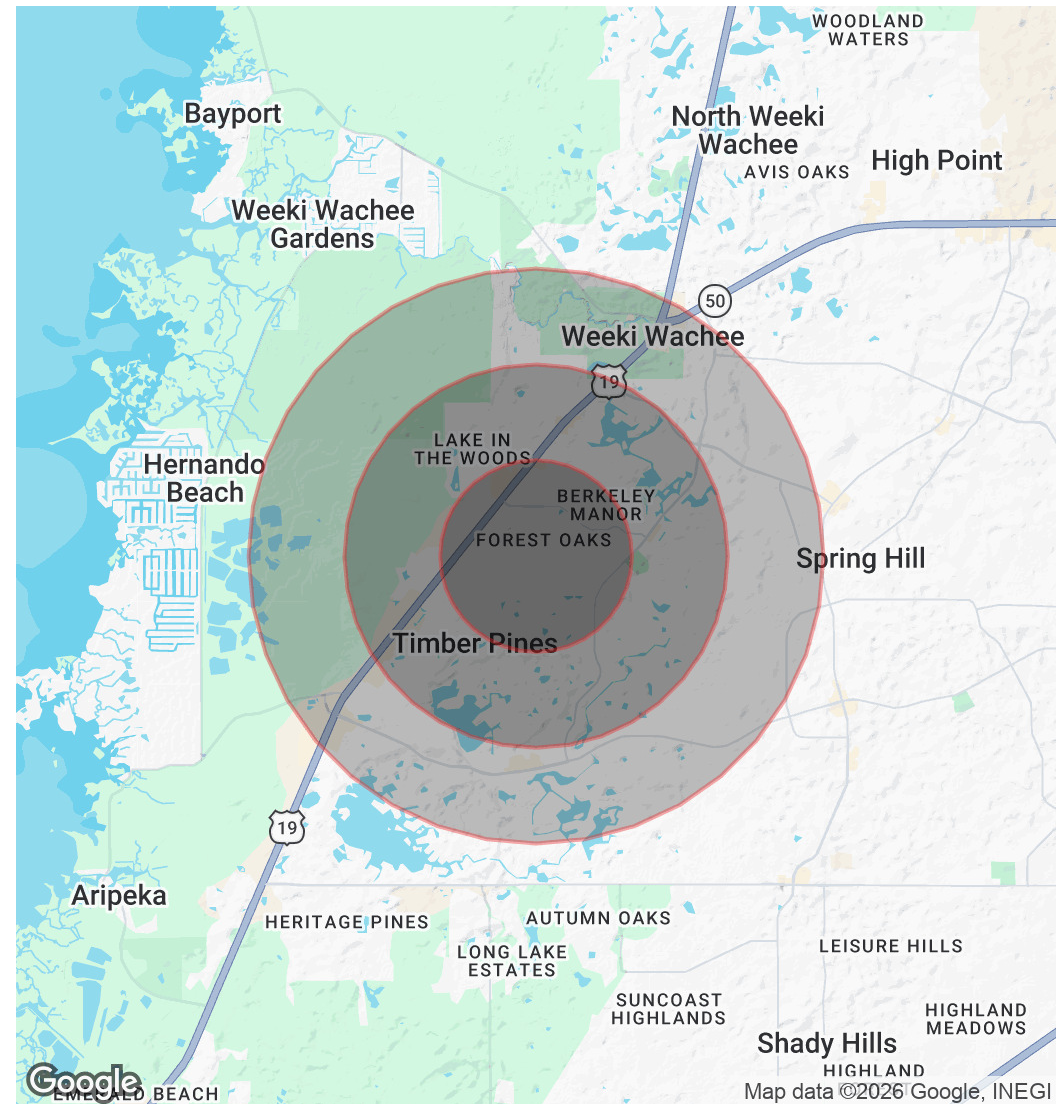 WOODLAND
WATERS
Bayport
North Weeki
Wachee
AVIS OAKS
High Point
Weeki Wachee
Gardens
50
Weeki Wachee
19
LAKE IN
THE WOODS
Hernando
Beach
BERKELEY
MANOR
FOREST OAKS
Spring Hill
Timber Pines
19
Aripeka
HERITAGE PINES
AUTUMN OAKS
LONG LAKE
ESTATES
LEISURE HILLS
SUNCOAST
HIGHLANDS
HIGHLAND
MEADOWS
Shady Hills
HIGHLAND
Google
EMERALD BEACH
Map data ©2026 Google, INEGI